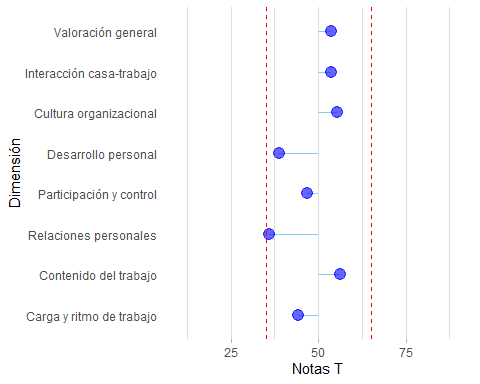 Valoración general
Interacción casa-trabajo
Cultura organizacional
Desarrollo personal
Participación y control
Relaciones personales
Contenido del trabajo
Carga y ritmo de trabajo
Dimensión
25 50 75
Notas T